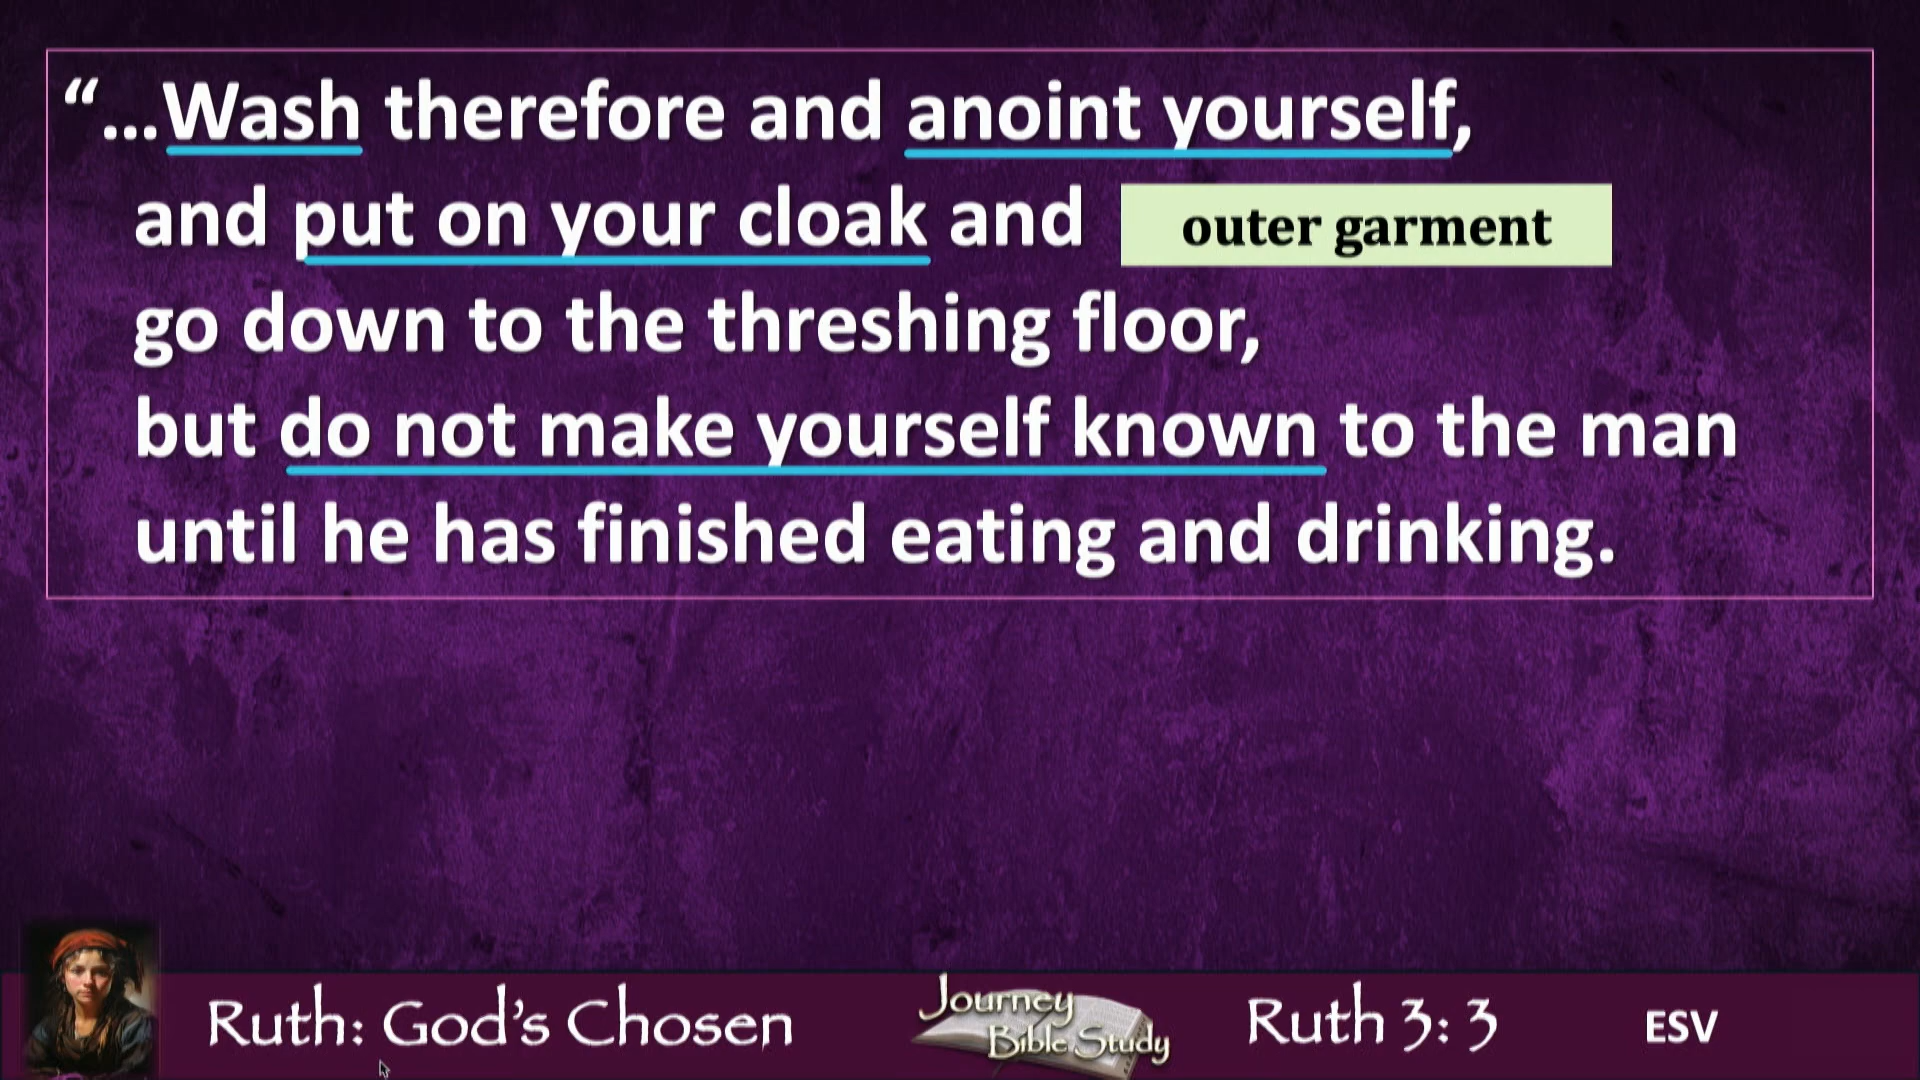 “...Wash therefore and anoint yourself,
and put on your cloak and outer garment
go down to the threshing floor,
but do not make yourself known to the man
until he has finished eating and drinking.
Ruth: God’s Chosen
Journey
Bible Study
Ruth 3: 3
ESV